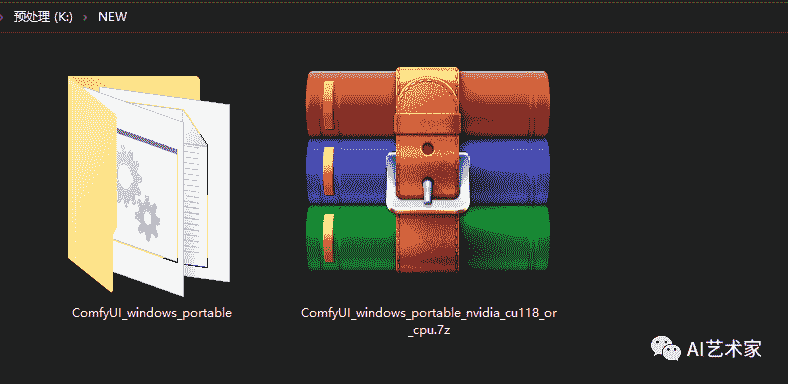 预处理 (K:) › NEW
ComfyUI_windows_portable
ComfyUI_windows_portable_nvidia_cu118_or
_cpu.7z
AI艺术家